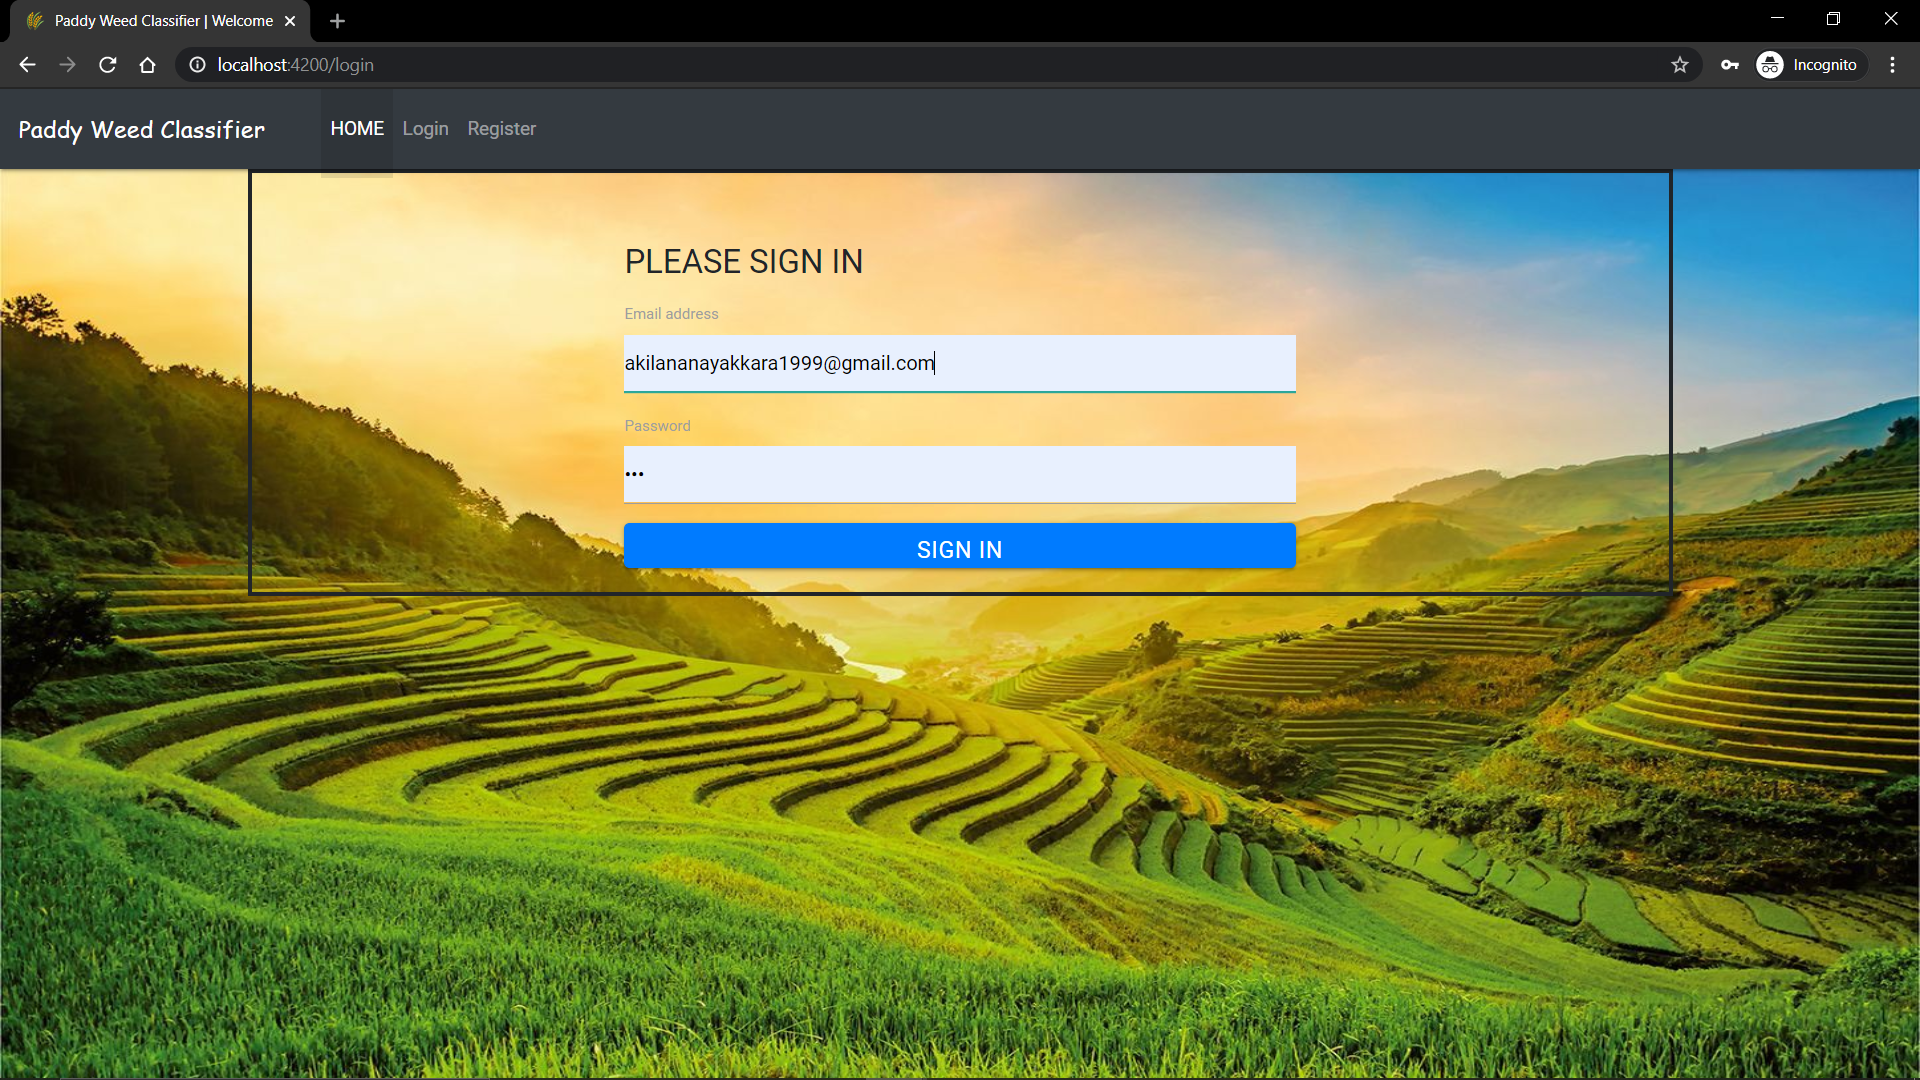 Paddy Weed Classifier | Welcome
localhost:4200/login
Incognito
Paddy Weed Classifier
HOME Login Register
PLEASE SIGN IN
Email address
akilananayakkara1999@gmail.com
Password
•••
SIGN IN